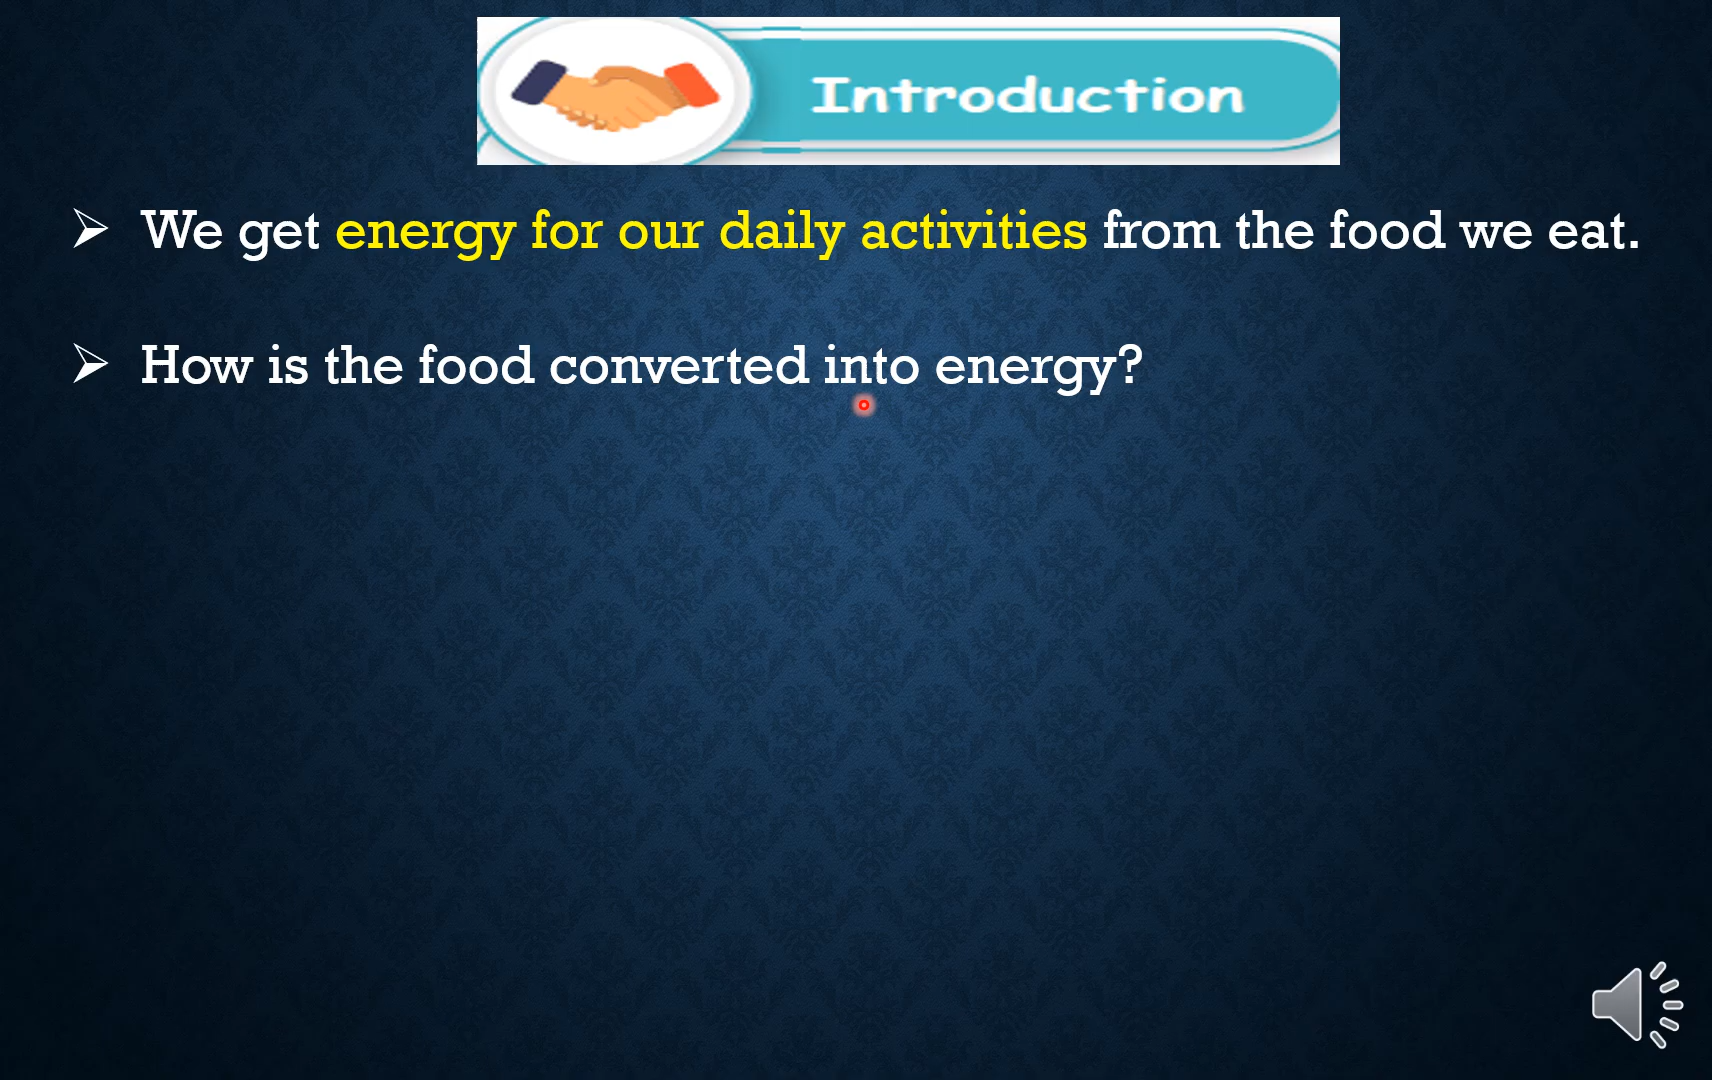 Introduction
We get energy for our daily activities from the food we eat.
How is the food converted into energy?